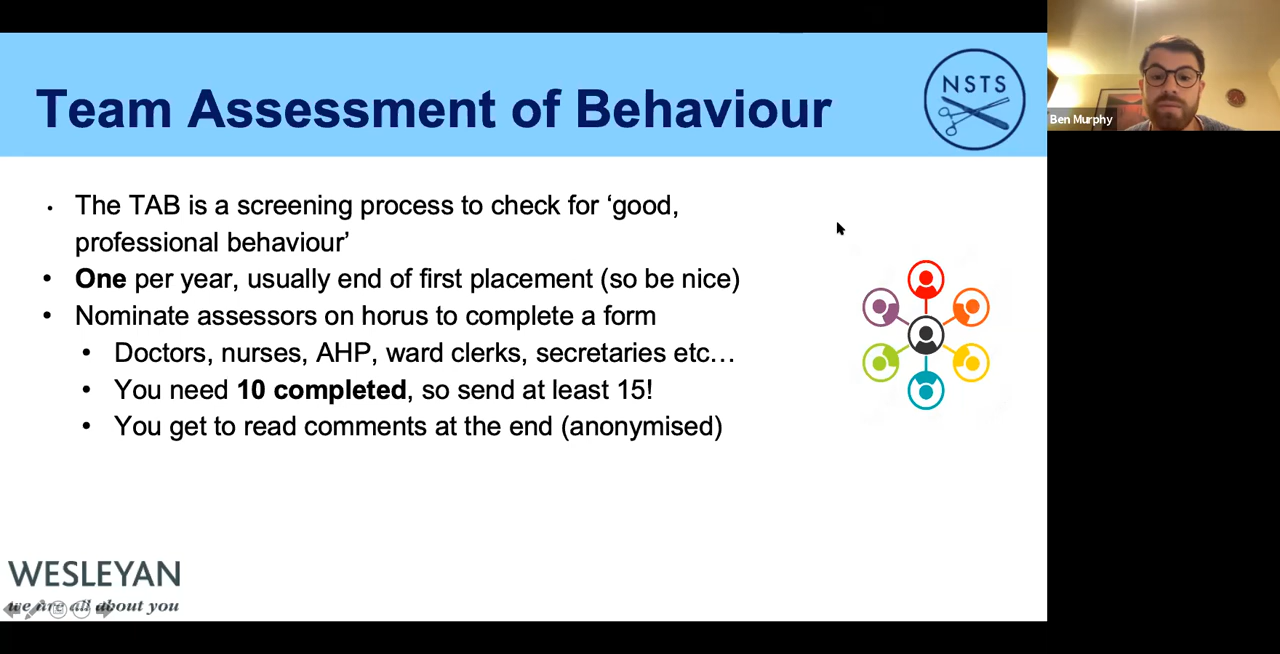 Team Assessment of Behaviour
NSTS
Ben Murphy
• The TAB is a screening process to check for ‘good,
professional behaviour’
• One per year, usually end of first placement (so be nice)
• Nominate assessors on horus to complete a form
• Doctors, nurses, AHP, ward clerks, secretaries etc…
• You need 10 completed, so send at least 15!
• You get to read comments at the end (anonymised)
WESLEYAN
we are all about you